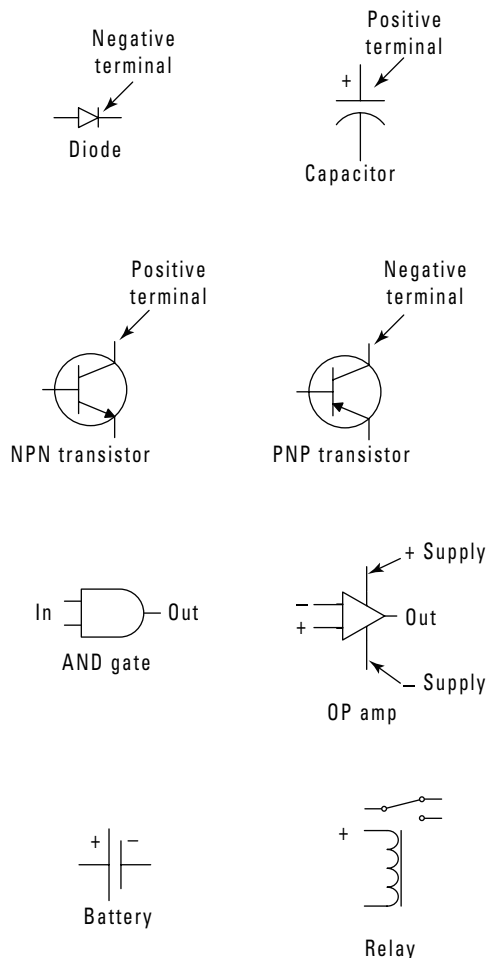 Negative
terminal
Diode
Positive
terminal
+
Capacitor
Positive
terminal
NPN transistor
Negative
terminal
PNP transistor
In
Out
AND gate
+ Supply
–
+
Out
– Supply
OP amp
+ –
Battery
+
Relay